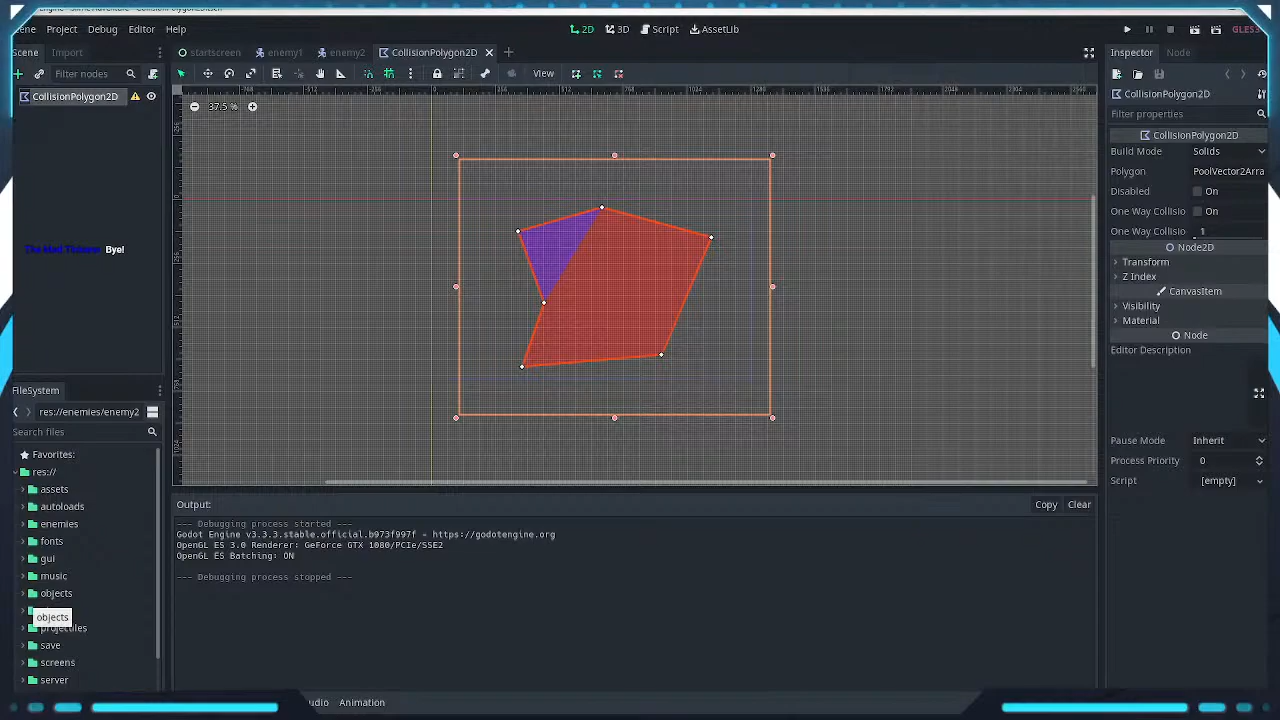 ene Project Debug Editor Help
2D 3D Script AssetLib
GLES3
Scene Import
startscreen enemy1 enemy2 CollisionPolygon2D
Inspector Node
Filter nodes
View
CollisionPolygon2D
CollisionPolygon2D
37.5 %
Filter properties
CollisionPolygon2D
Build Mode Solids
Polygon PoolVector2Arra
Disabled On
One Way Collisio On
One Way Collisio 1
Node2D
Transform
Z Index
CanvasItem
Visibility
Material
Node
Editor Description
Pause Mode Inherit
Process Priority 0
Script [empty]
Bye!
FileSystem
res://enemies/enemy2
Search files
Favorites:
res://
assets
autoloads
enemies
fonts
gui
music
objects
objects
projectiles
save
screens
server
Output: Copy Clear
--- Debugging process started ---
Godot Engine v3.3.3.stable.official.b973f997f - https://godotengine.org
OpenGL ES 3.0 Renderer: GeForce GTX 1080/PCIe/SSE2
OpenGL ES Batching: ON
--- Debugging process stopped ---
udio Animation